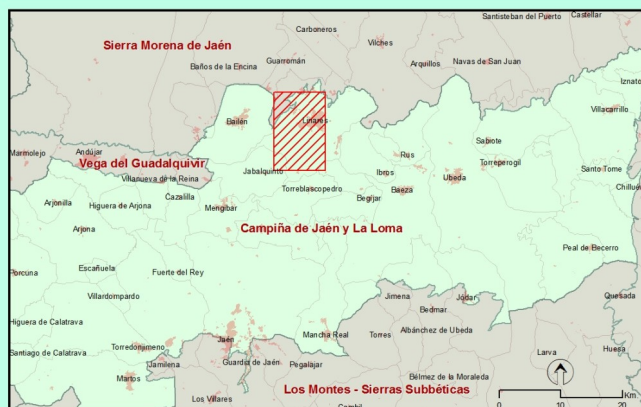 Santisteban del Puerto
Castellar
Carboneros
Sierra Morena de Jaén
Vilches
Guarromán
Baños de la Encina
Arquillos
Navas de San Juan
Iznato
Villacarrillo
Bailén
Linares
Sabiote
Marmolejo
Andújar
Vega del Guadalquivir
Rus
Torreperogil
Ibros
Santo Tome
Jabalquinto
Villanueva de la Reina
Úbeda
Chillué
Torreblascopedro
Baeza
Begíjar
Cazalilla
Arjonilla
Higuera de Arjona
Mengibar
Arjona
Campiña de Jaén y La Loma
Peal de Becerro
Escañuela
Porcuna
Fuerte del Rey
Villardompardo
Jimena
Jódar
Quesada
Bedmar
Higuera de Calatrava
Albánchez de Ubeda
Mancha Real
Torres
Jaén
Torredonjimeno
Huesa
Santiago de Calatrava
Larva
Jamilena
Guardia de Jaén
Pegalajar
Martos
Bélmez de la Moraleda
Los Montes - Sierras Subbéticas
Los Villares
Cambil
Km
0 10 20